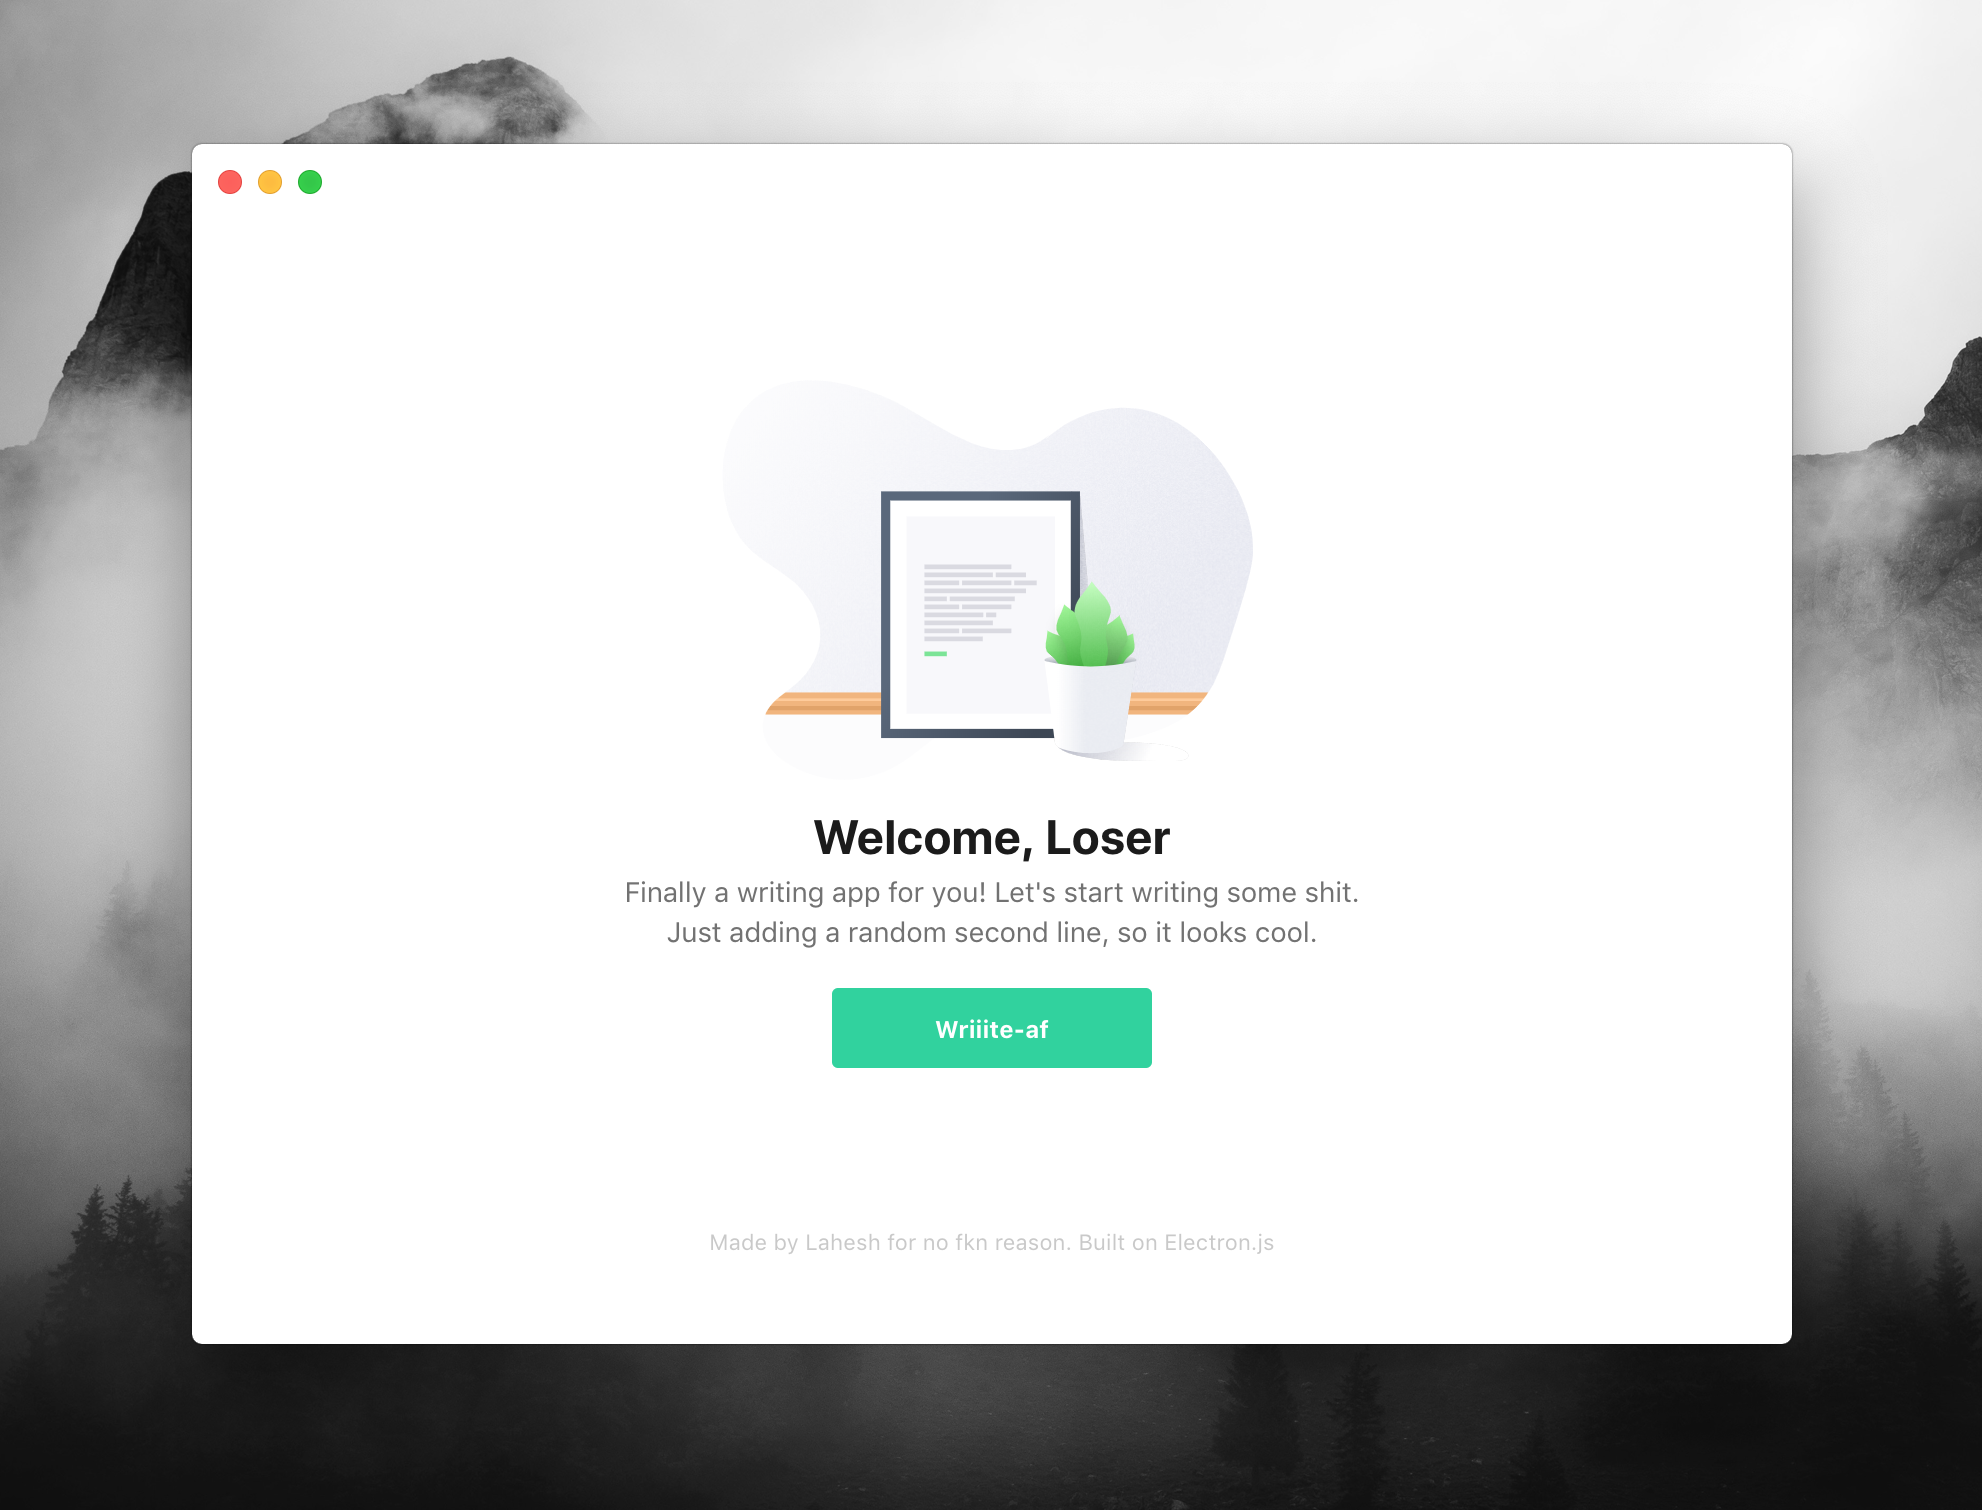 Welcome, Loser
Finally a writing app for you! Let's start writing some shit.
Just adding a random second line, so it looks cool.
Wriiite-af
Made by Lahesh for no fkn reason. Built on Electron.js